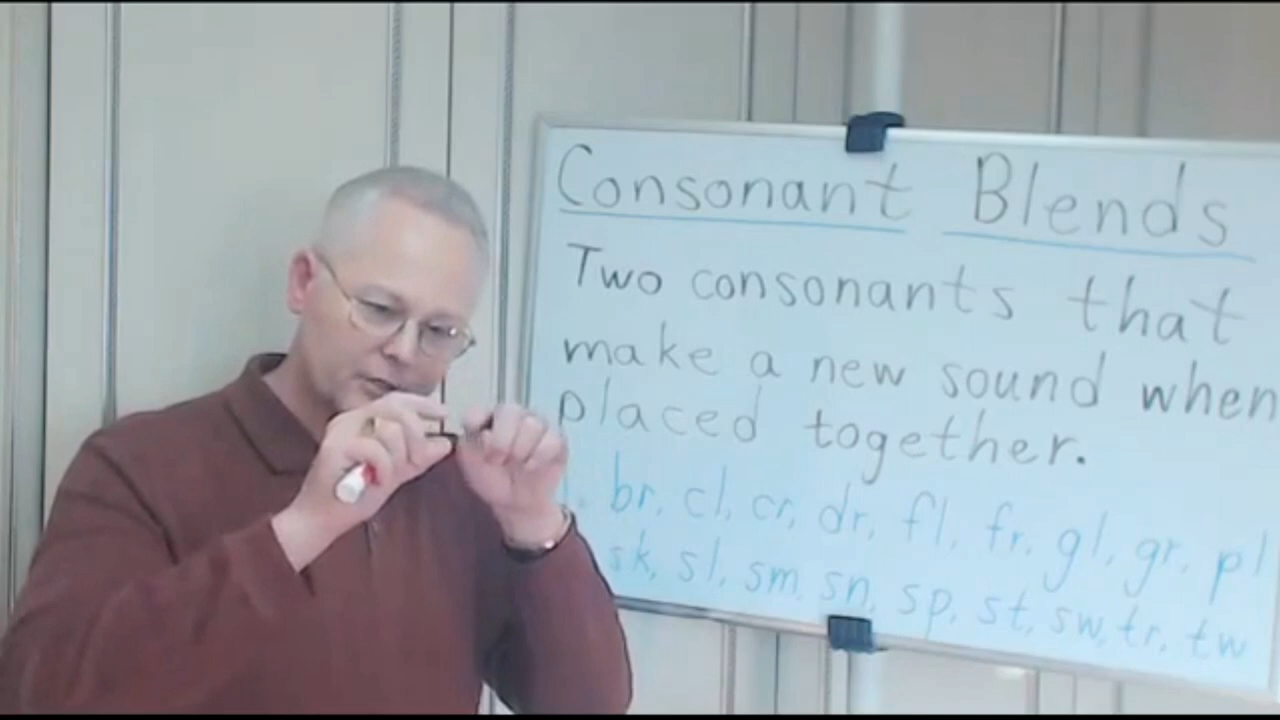 Consonant Blends
Two consonants that
make a new sound when
placed together.
br, cl, cr, dr, fl, fr, gl, gr, pl
sk, sl, sm, sn, sp, st, sw, tr, tw